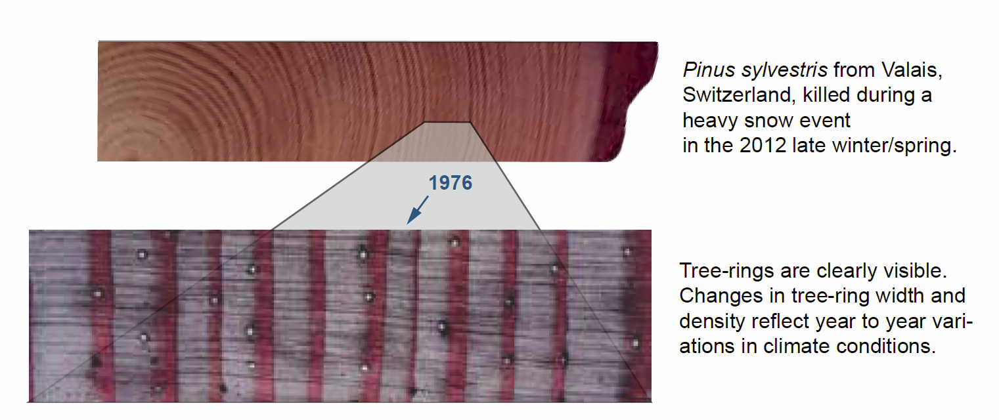 Pinus sylvestris from Valais,
Switzerland, killed during a
heavy snow event
in the 2012 late winter/spring.
1976
Tree-rings are clearly visible.
Changes in tree-ring width and
density reflect year to year vari-
ations in climate conditions.